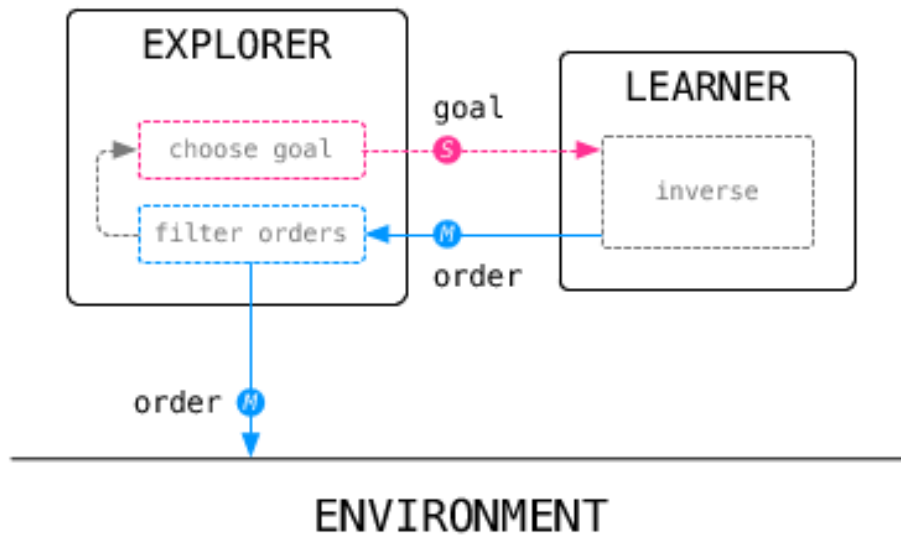 EXPLORER
LEARNER
goal
choose goal
S
inverse
filter orders
M
order
order
M
ENVIRONMENT